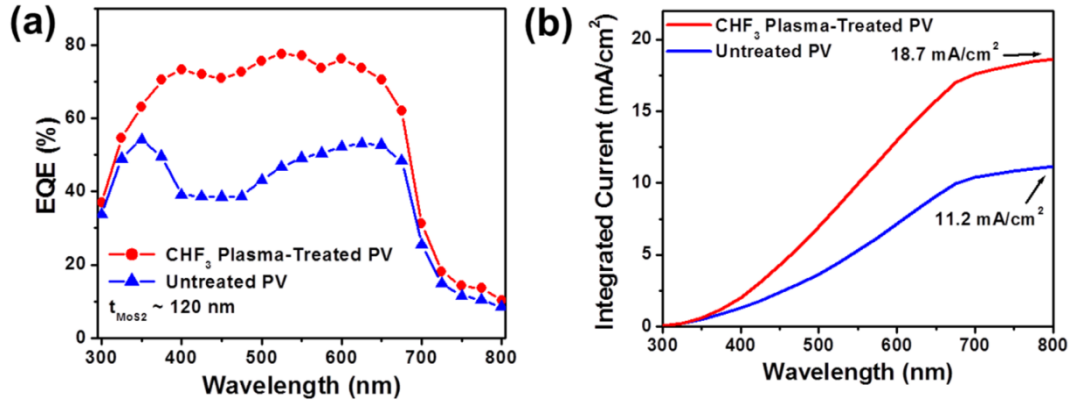 (a)
EQE (%)
80
60
40
20
0
CHF3 Plasma-Treated PV
Untreated PV
tMoS2 ~ 120 nm
300 400 500 600 700 800
Wavelength (nm)
(b)
Integrated Current (mA/cm2)
20
15
10
5
0
CHF3 Plasma-Treated PV
Untreated PV
18.7 mA/cm2
11.2 mA/cm2
300 400 500 600 700 800
Wavelength (nm)